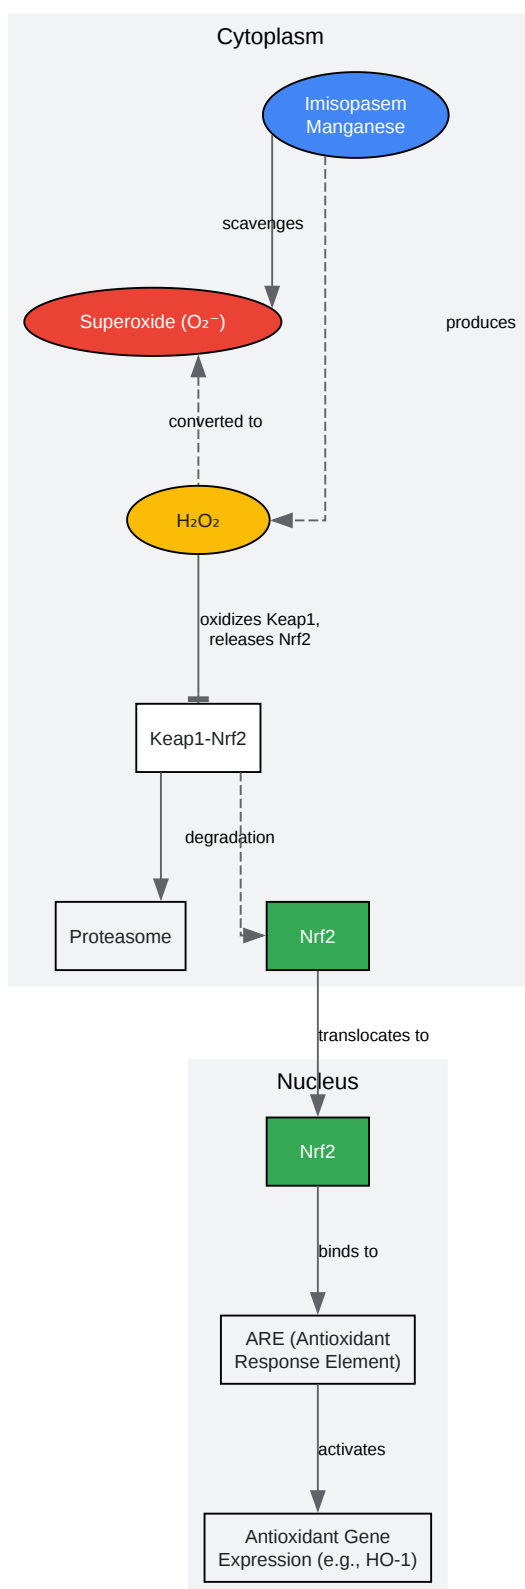 Cytoplasm
Imisopasem
Manganese
scavenges
Superoxide (O₂⁻)
produces
converted to
H₂O₂
oxidizes Keap1,
releases Nrf2
Keap1-Nrf2
degradation
Proteasome
Nrf2
translocates to
Nucleus
Nrf2
binds to
ARE (Antioxidant
Response Element)
activates
Antioxidant Gene
Expression (e.g., HO-1)